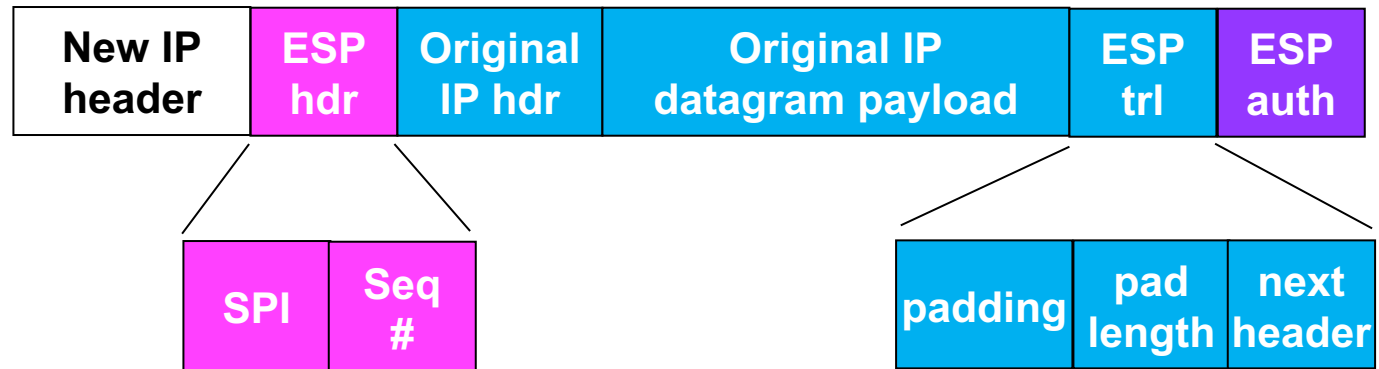 New IP
header
ESP
hdr
Original
IP hdr
Original IP
datagram payload
ESP
trl
ESP
auth
SPI
Seq
#
padding
pad
length
next
header